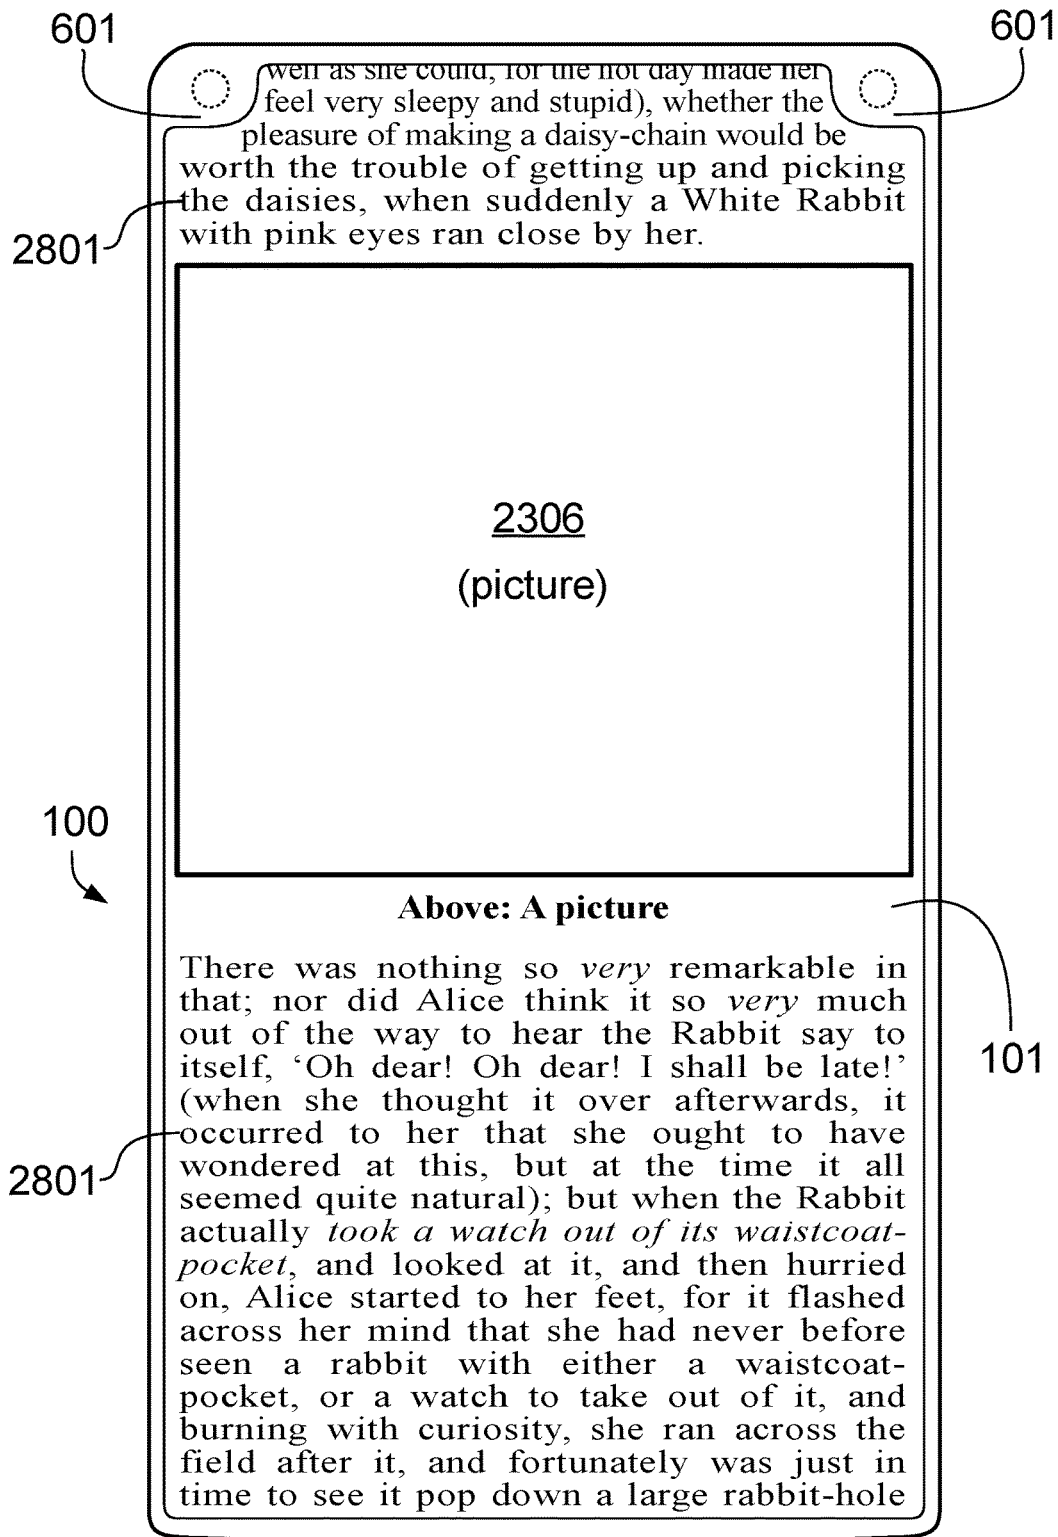 601
601
well as she could, for the hot day made her
feel very sleepy and stupid), whether the
pleasure of making a daisy-chain would be
worth the trouble of getting up and picking
the daisies, when suddenly a White Rabbit
with pink eyes ran close by her.
2801
2306
(picture)
100
Above: A picture
101
There was nothing so very remarkable in
that; nor did Alice think it so very much
out of the way to hear the Rabbit say to
itself, ‘Oh dear! Oh dear! I shall be late!’
(when she thought it over afterwards, it
occurred to her that she ought to have
wondered at this, but at the time it all
seemed quite natural); but when the Rabbit
actually took a watch out of its waistcoat-
pocket, and looked at it, and then hurried
on, Alice started to her feet, for it flashed
across her mind that she had never before
seen a rabbit with either a waistcoat-
pocket, or a watch to take out of it, and
burning with curiosity, she ran across the
field after it, and fortunately was just in
time to see it pop down a large rabbit-hole
2801